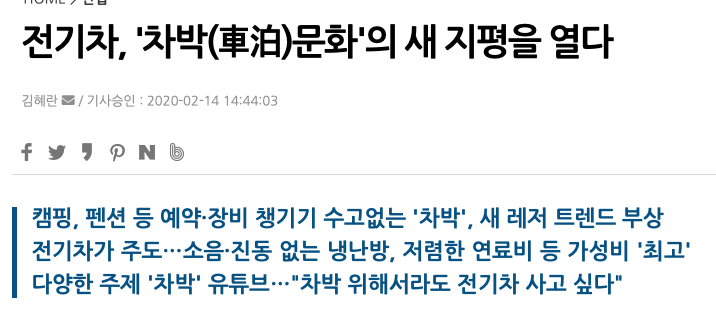 전기차, '차박(車泊)문화'의 새 지평을 열다
김혜란 / 기사승인 : 2020-02-14 14:44:03
캠핑, 펜션 등 예약·장비 챙기기 수고없는 '차박', 새 레저 트렌드 부상
전기차가 주도…소음·진동 없는 냉난방, 저렴한 연료비 등 가성비 '최고'
다양한 주제 '차박' 유튜브…"차박 위해서라도 전기차 사고 싶다"